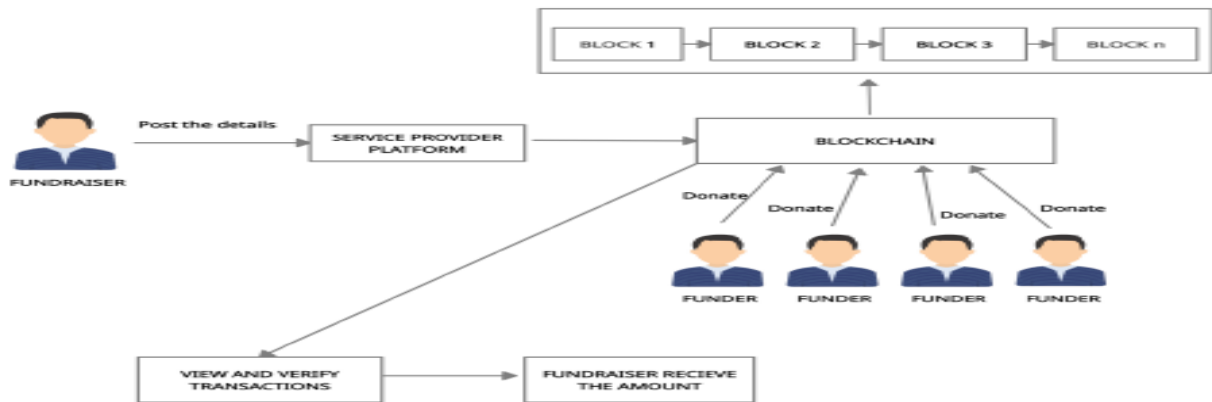 BLOCK 1
BLOCK 2
BLOCK 3
BLOCK n
Post the details
SERVICE PROVIDER
PLATFORM
BLOCKCHAIN
FUNDRAISER
Donate
Donate
Donate
Donate
FUNDER
FUNDER
FUNDER
FUNDER
VIEW AND VERIFY
TRANSACTIONS
FUNDRAISER RECIEVE
THE AMOUNT